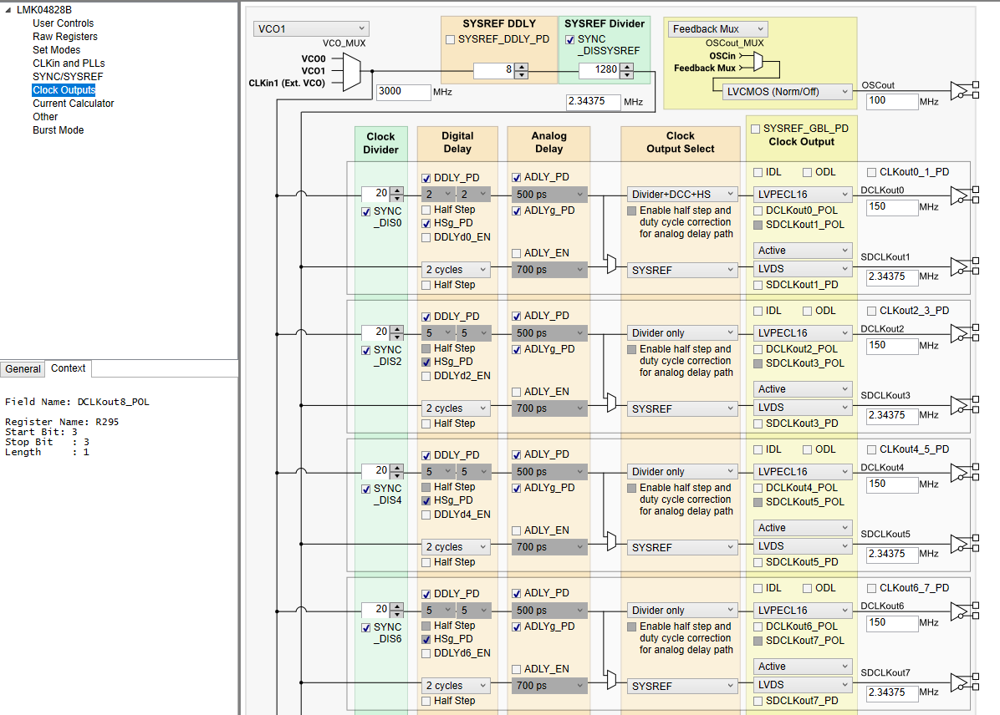 LMK04828B
User Controls
Raw Registers
Set Modes
CLKin and PLLs
SYNC/SYSREF
Clock Outputs
Current Calculator
Other
Burst Mode
General Context
Field Name: DCLKout8_POL
Register Name: R295
Start Bit: 3
Stop Bit : 3
Length : 1
VCO1
VCO_MUX
VCO0
VCO1
CLKin1 (Ext. VCO)
3000 MHz
SYSREF DDLY
SYSREF_DDLY_PD
8
SYSREF Divider
SYNC
_DISSYSREF
1280
2.34375 MHz
Feedback Mux
OSCout_MUX
OSCin
Feedback Mux
LVCMOS (Norm/Off)
OSCout
100 MHz
Clock
Divider
Digital
Delay
Analog
Delay
Clock
Output Select
SYSREF_GBL_PD
Clock Output
20
SYNC
_DIS0
DDLY_PD
2 2
Half Step
HSg_PD
DDLYd0_EN
2 cycles
Half Step
ADLY_PD
500 ps
ADLYg_PD
ADLY_EN
700 ps
Divider+DCC+HS
Enable half step and
duty cycle correction
for analog delay path
SYSREF
IDL ODL
LVPECL16
DCLKout0_POL
SDCLKout1_POL
Active
LVDS
SDCLKout1_PD
CLKout0_1_PD
DCLKout0
150 MHz
SDCLKout1
2.34375 MHz
20
SYNC
_DIS2
DDLY_PD
5 5
Half Step
HSg_PD
DDLYd2_EN
2 cycles
Half Step
ADLY_PD
500 ps
ADLYg_PD
ADLY_EN
700 ps
Divider only
Enable half step and
duty cycle correction
for analog delay path
SYSREF
IDL ODL
LVPECL16
DCLKout2_POL
SDCLKout3_POL
Active
LVDS
SDCLKout3_PD
CLKout2_3_PD
DCLKout2
150 MHz
SDCLKout3
2.34375 MHz
20
SYNC
_DIS4
DDLY_PD
5 5
Half Step
HSg_PD
DDLYd4_EN
2 cycles
Half Step
ADLY_PD
500 ps
ADLYg_PD
ADLY_EN
700 ps
Divider only
Enable half step and
duty cycle correction
for analog delay path
SYSREF
IDL ODL
LVPECL16
DCLKout4_POL
SDCLKout5_POL
Active
LVDS
SDCLKout5_PD
CLKout4_5_PD
DCLKout4
150 MHz
SDCLKout5
2.34375 MHz
20
SYNC
_DIS6
DDLY_PD
5 5
Half Step
HSg_PD
DDLYd6_EN
2 cycles
Half Step
ADLY_PD
500 ps
ADLYg_PD
ADLY_EN
700 ps
Divider only
Enable half step and
duty cycle correction
for analog delay path
SYSREF
IDL ODL
LVPECL16
DCLKout6_POL
SDCLKout7_POL
Active
LVDS
SDCLKout7_PD
CLKout6_7_PD
DCLKout6
150 MHz
SDCLKout7
2.34375 MHz